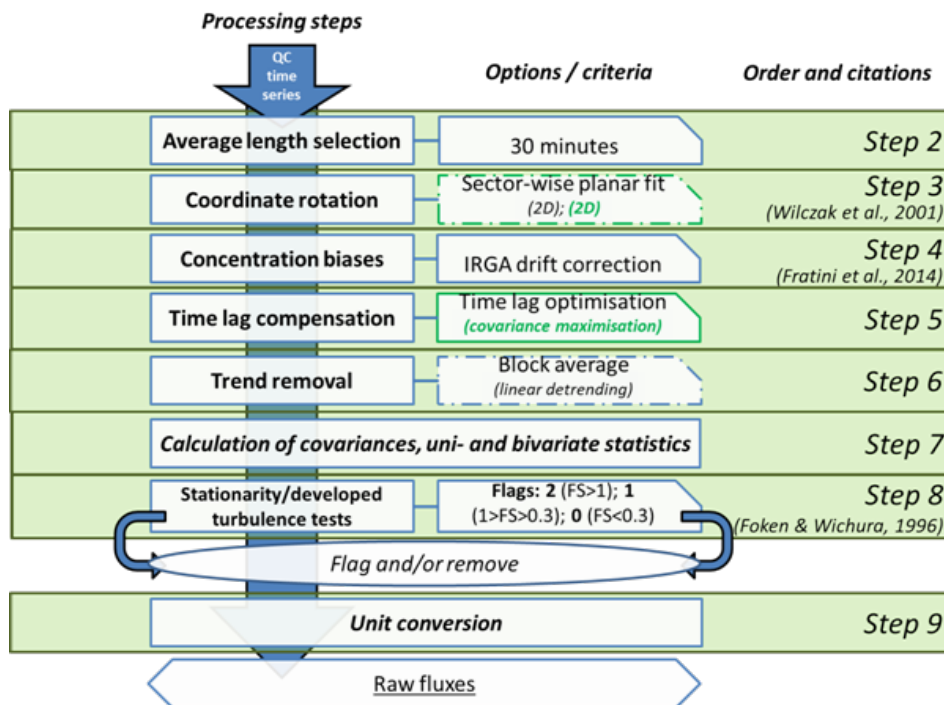 Processing steps
QC
time
series
Options / criteria
Order and citations
Average length selection
30 minutes
Step 2
Coordinate rotation
Sector-wise planar fit
(2D); (2D)
Step 3
(Wilczak et al., 2001)
Concentration biases
IRGA drift correction
Step 4
(Fratini et al., 2014)
Time lag compensation
Time lag optimisation
(covariance maximisation)
Step 5
Trend removal
Block average
(linear detrending)
Step 6
Calculation of covariances, uni- and bivariate statistics
Step 7
Stationarity/developed
turbulence tests
Flags: 2 (FS>1); 1
(1>FS>0.3); 0 (FS<0.3)
Step 8
(Foken & Wichura, 1996)
Flag and/or remove
Unit conversion
Step 9
Raw fluxes